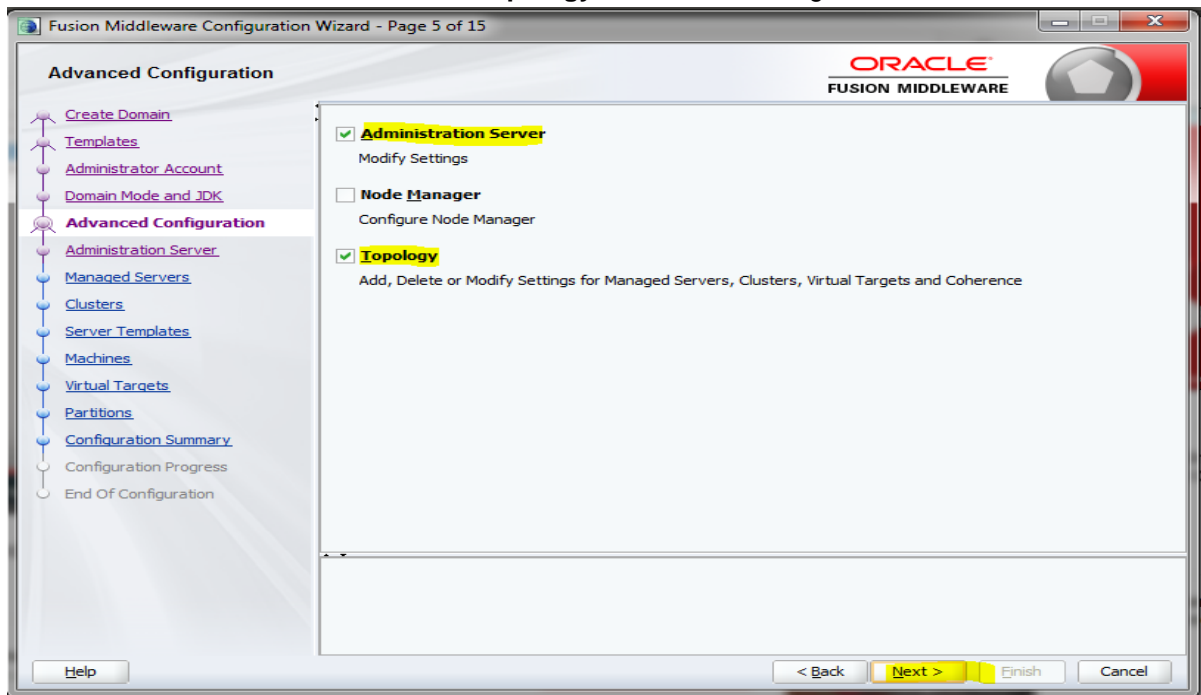 Topology
Fusion Middleware Configuration Wizard - Page 5 of 15
Advanced Configuration
ORACLE®
FUSION MIDDLEWARE
Create Domain
Templates
Administrator Account
Domain Mode and JDK
Advanced Configuration
Administration Server
Managed Servers
Clusters
Server Templates
Machines
Virtual Targets
Partitions
Configuration Summary
Configuration Progress
End Of Configuration
Administration Server
Modify Settings
Node Manager
Configure Node Manager
Topology
Add, Delete or Modify Settings for Managed Servers, Clusters, Virtual Targets and Coherence
Help
< Back
Next >
Finish
Cancel